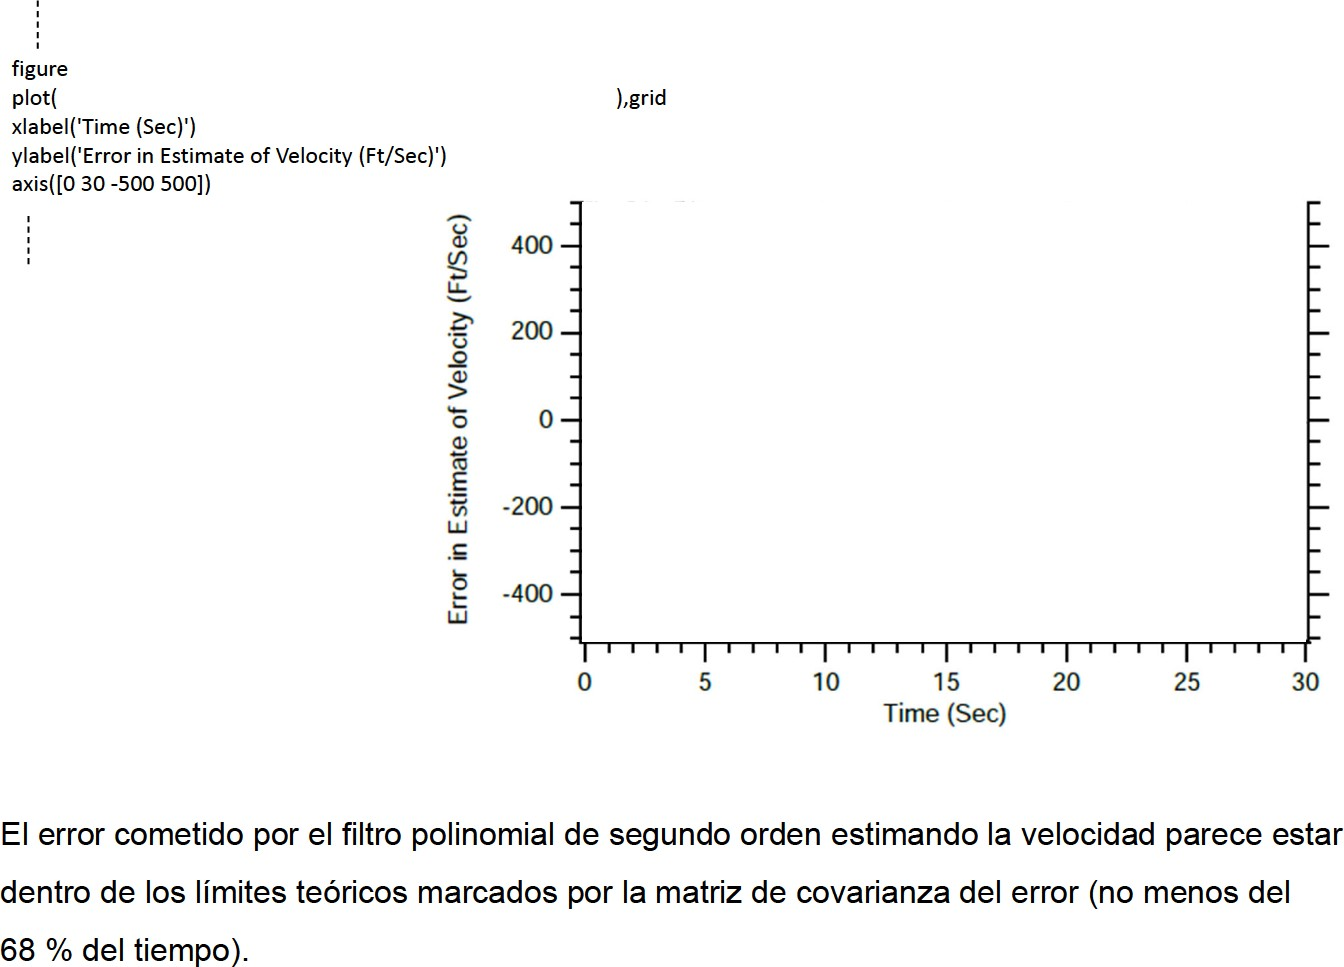 figure
plot( ),grid
xlabel('Time (Sec)')
ylabel('Error in Estimate of Velocity (Ft/Sec)')
axis([0 30 -500 500])
Error in Estimate of Velocity (Ft/Sec)
400
200
0
-200
-400
0 5 10 15 20 25 30
Time (Sec)
El error cometido por el filtro polinomial de segundo orden estimando la velocidad parece estar
dentro de los límites teóricos marcados por la matriz de covarianza del error (no menos del
68 % del tiempo).